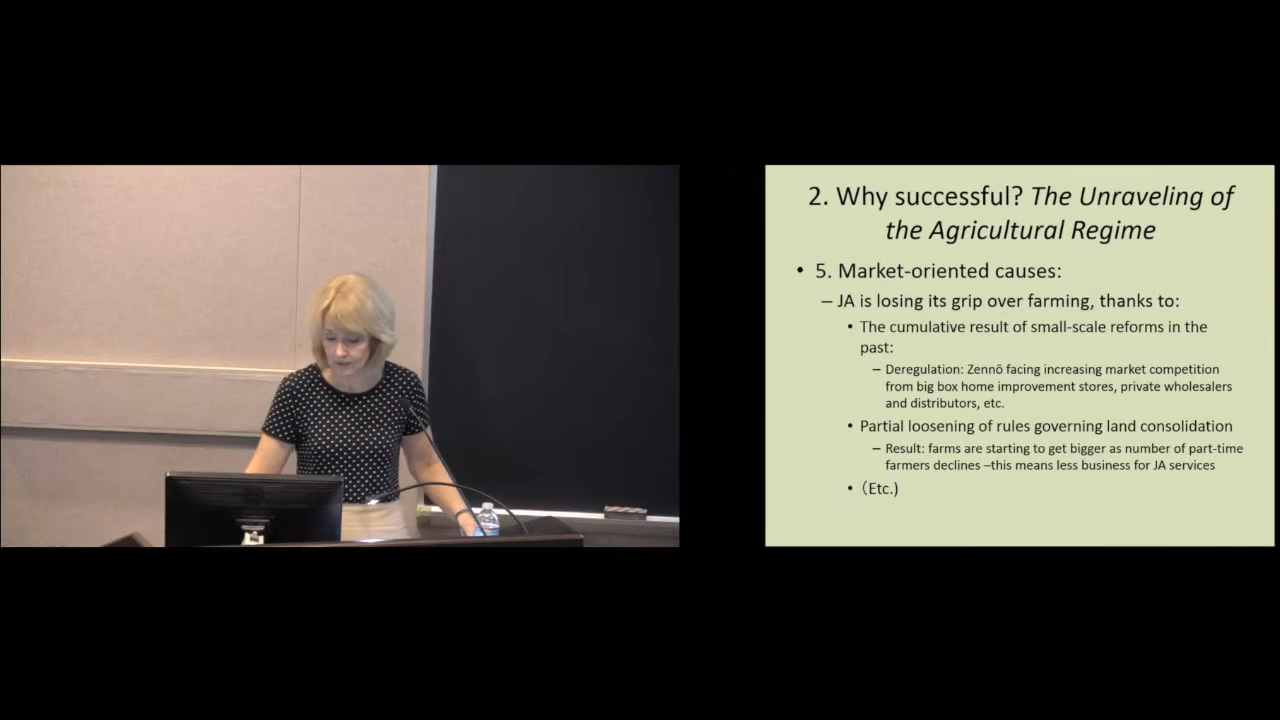 2. Why successful? The Unraveling of
the Agricultural Regime
• 5. Market-oriented causes:
– JA is losing its grip over farming, thanks to:
• The cumulative result of small-scale reforms in the
past:
– Deregulation: Zennō facing increasing market competition
from big box home improvement stores, private wholesalers
and distributors, etc.
• Partial loosening of rules governing land consolidation
– Result: farms are starting to get bigger as number of part-time
farmers declines –this means less business for JA services
•（Etc.)